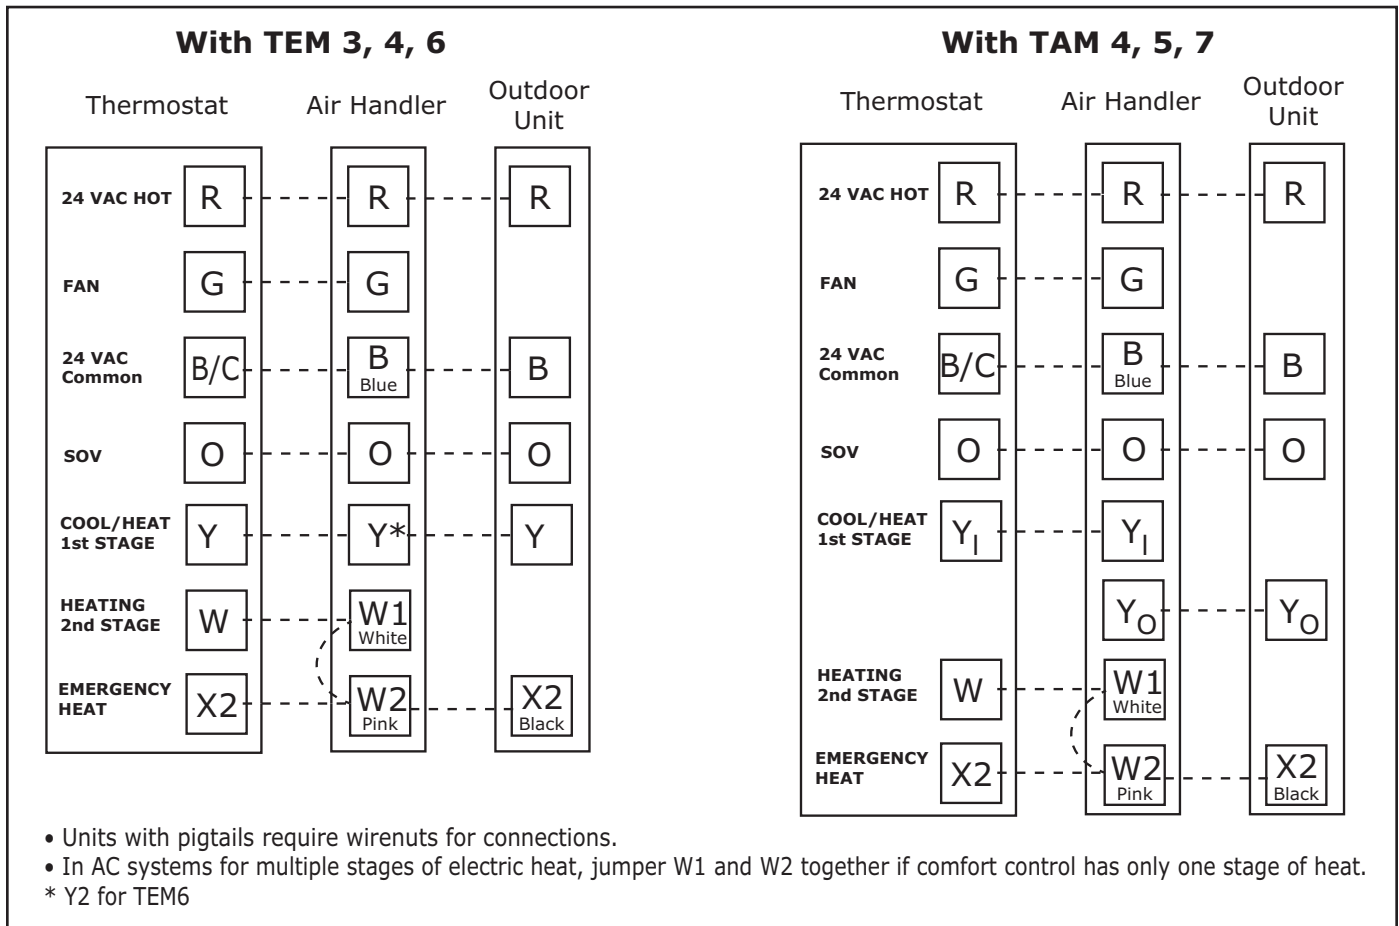 With TEM 3, 4, 6
Thermostat
Air Handler
Outdoor
Unit
24 VAC HOT
R
R
R
FAN
G
G
24 VAC
Common
B/C
B
Blue
B
SOV
O
O
O
COOL/HEAT
1st STAGE
Y
Y*
Y
HEATING
2nd STAGE
W
W1
White
EMERGENCY
HEAT
X2
W2
Pink
X2
Black
With TAM 4, 5, 7
Thermostat
Air Handler
Outdoor
Unit
24 VAC HOT
R
R
R
FAN
G
G
24 VAC
Common
B/C
B
Blue
B
SOV
O
O
O
COOL/HEAT
1st STAGE
YI
YI
YO
YO
HEATING
2nd STAGE
W
W1
White
EMERGENCY
HEAT
X2
W2
Pink
X2
Black
• Units with pigtails require wirenuts for connections.
• In AC systems for multiple stages of electric heat, jumper W1 and W2 together if comfort control has only one stage of heat.
* Y2 for TEM6